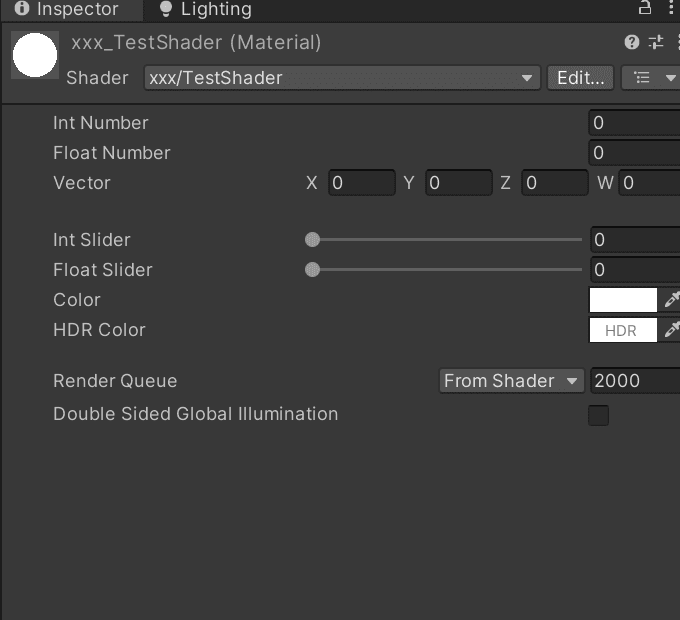 Inspector Lighting
xxx_TestShader (Material)
Shader xxx/TestShader Edit...
Int Number 0
Float Number 0
Vector X 0 Y 0 Z 0 W 0
Int Slider 0
Float Slider 0
Color
HDR Color HDR
Render Queue From Shader 2000
Double Sided Global Illumination